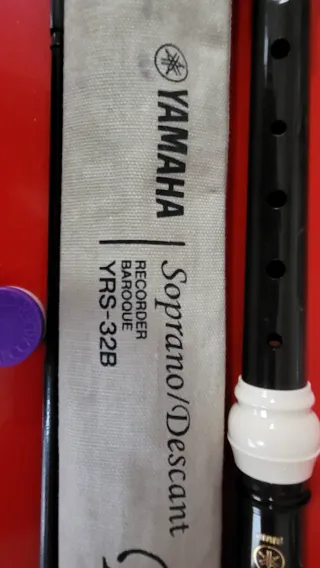 YAMAHA
Soprano/Descant
RECORDER
BAROQUE
YRS-32B